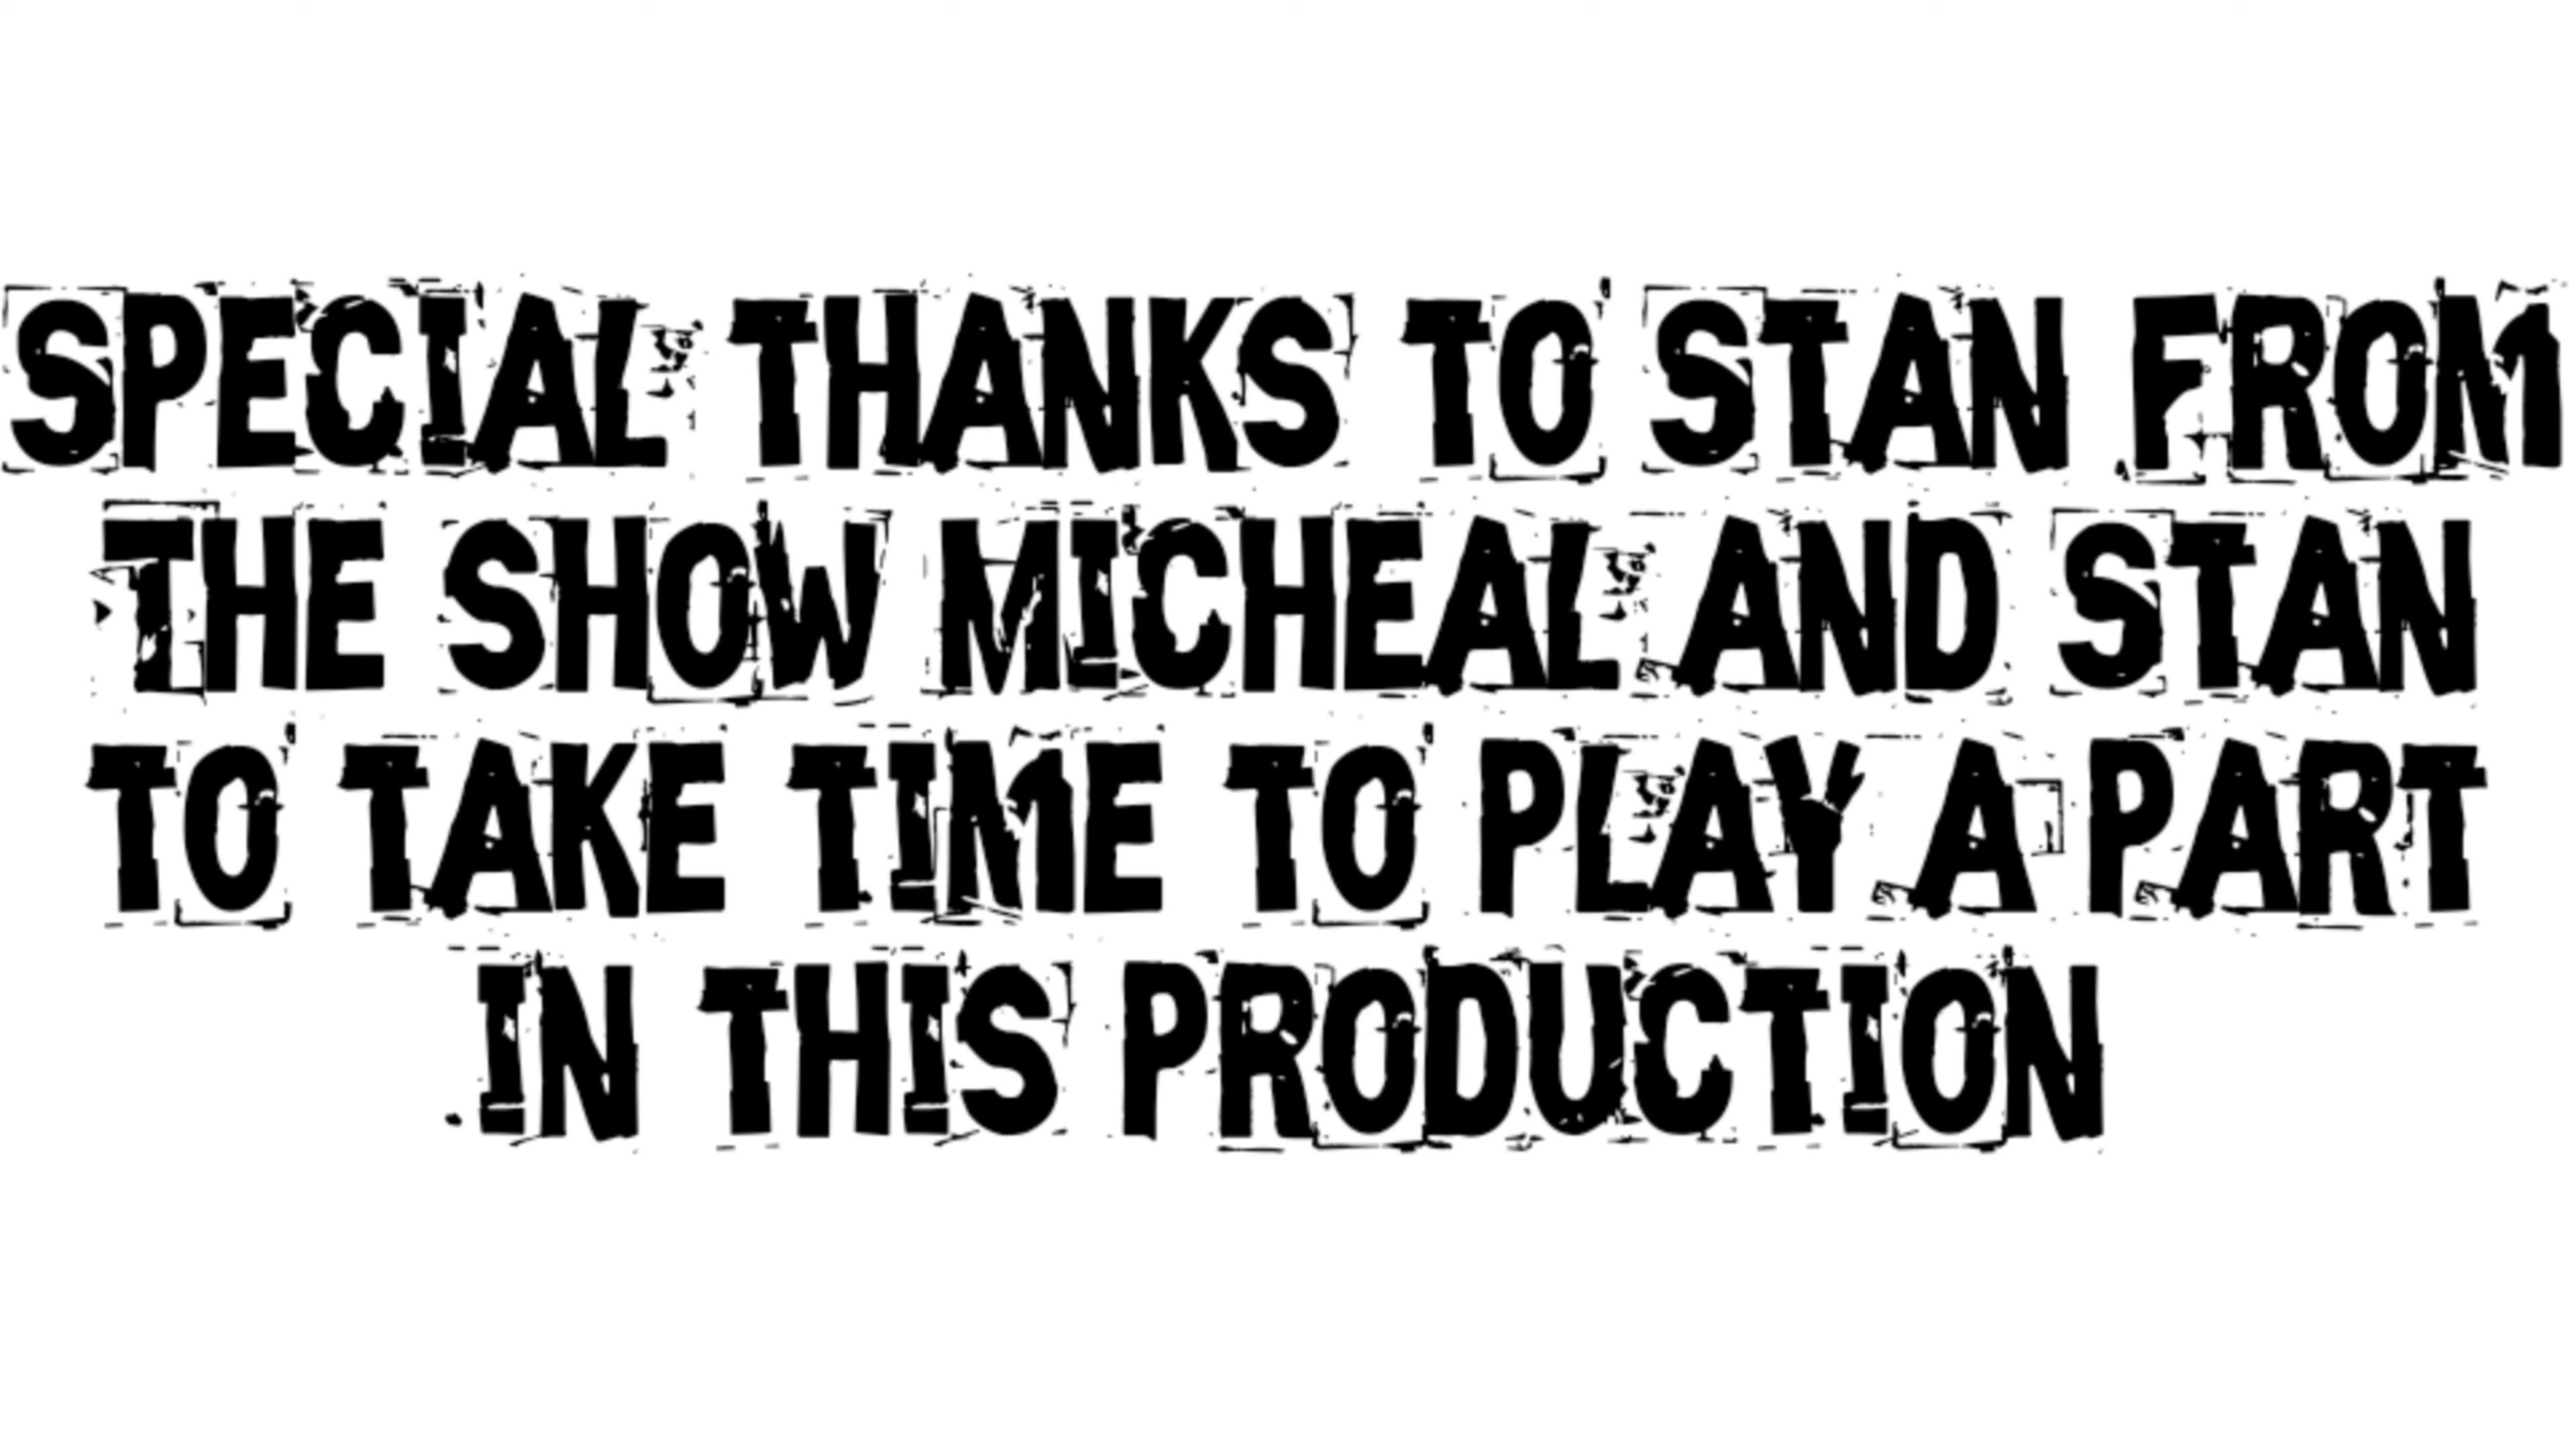 SPECIAL THANKS TO STAN FROM
THE SHOW MICHEAL AND STAN
TO TAKE TIME TO PLAY A PART
IN THIS PRODUCTION